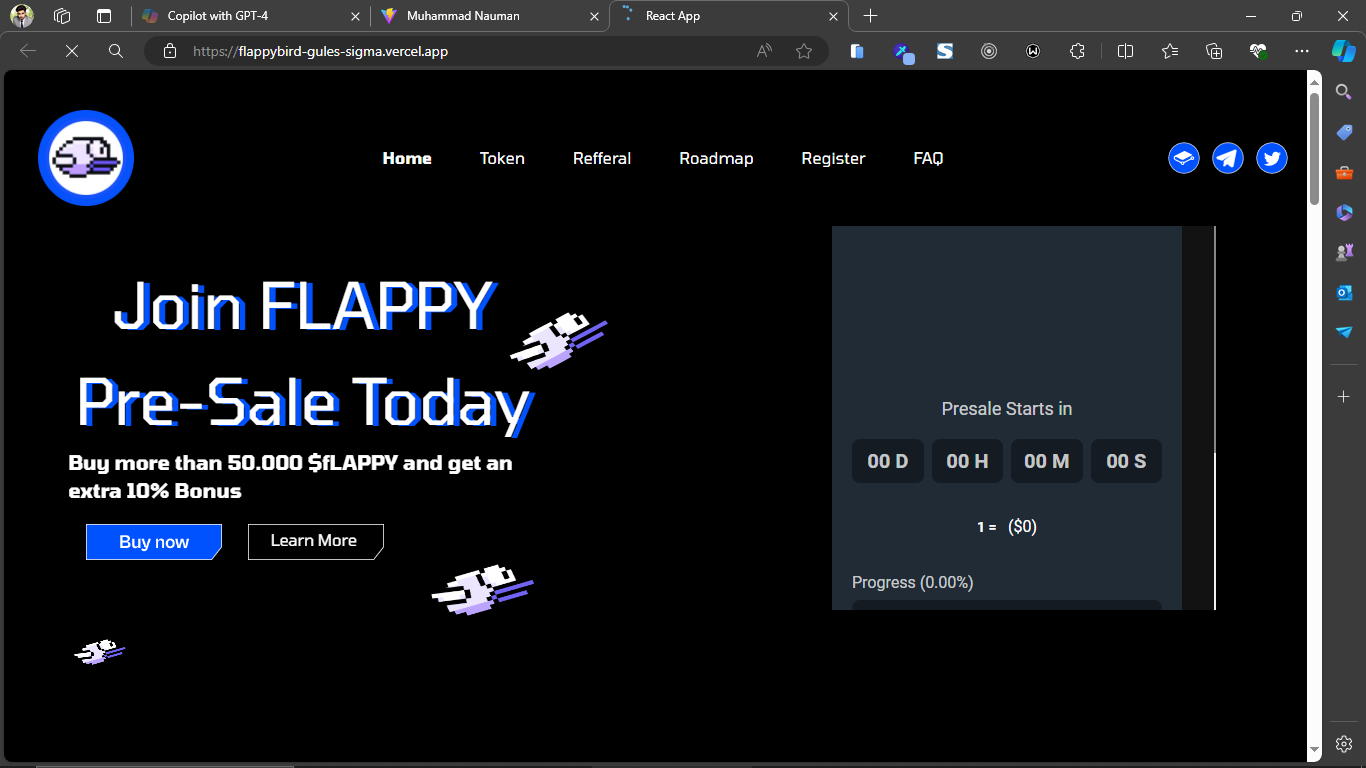 Copilot with GPT-4
Muhammad Nauman
React App
https://flappybird-gules-sigma.vercel.app
Home Token Refferal Roadmap Register FAQ
Join FLAPPY
Pre-Sale Today
Buy more than 50.000 $fLAPPY and get an
extra 10% Bonus
Buy now
Learn More
Presale Starts in
00 D 00 H 00 M 00 S
1 = ($0)
Progress (0.00%)